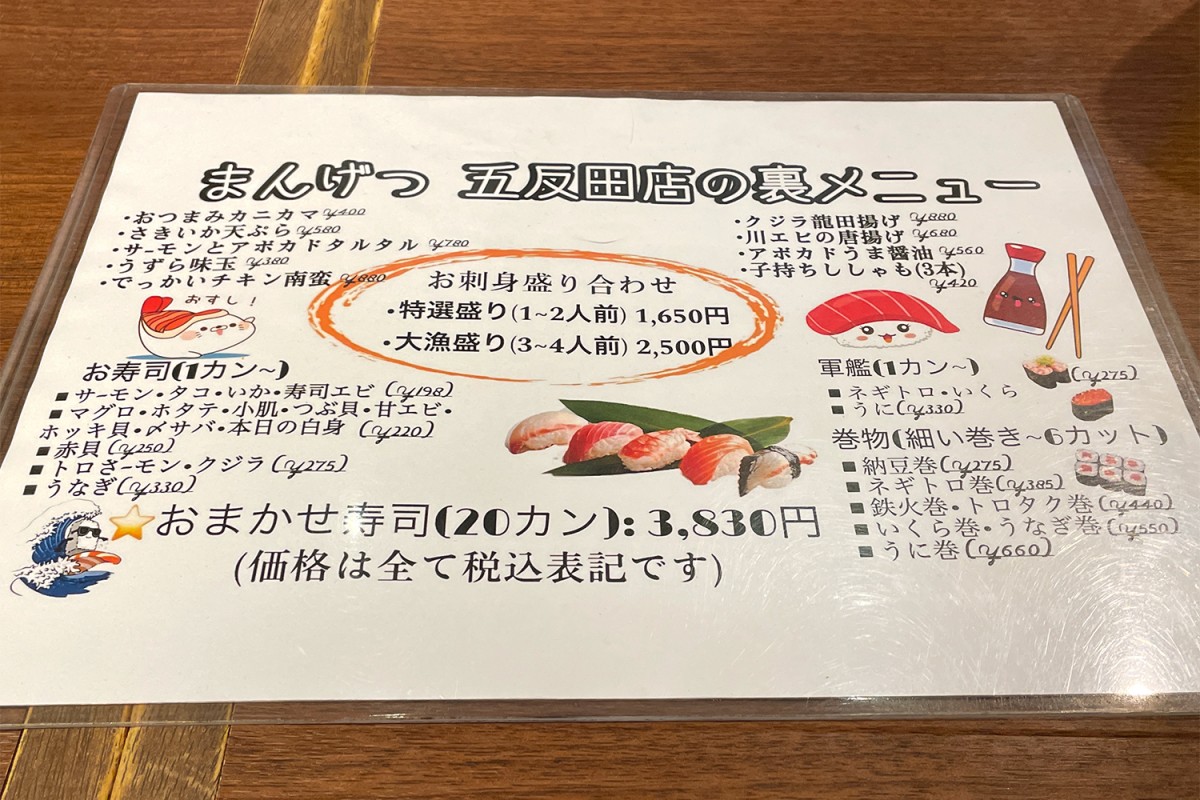 まんげつ 五反田店の裏メニュー
・おつまみカニカマ ¥400
・さきいか天ぷら ¥580
・サーモンとアボカドタルタル ¥780
・うずら味玉 ¥380
・でっかいチキン南蛮 ¥880
・クジラ龍田揚げ ¥880
・川エビの唐揚げ ¥680
・アボカドうま醤油 ¥560
・子持ちししゃも(3本)
¥420
お刺身盛り合わせ
・特選盛り(1~2人前) 1,650円
・大漁盛り(3~4人前) 2,500円
おすし!
お寿司(1カン~)
■ サーモン・タコ・いか・寿司エビ (¥198)
■ マグロ・ホタテ・小肌・つぶ貝・甘エビ・
ホッキ貝・〆サバ・本日の白身 (¥220)
■ 赤貝(¥250)
■ トロさーモン・クジラ(¥275)
■ うなぎ(¥330)
軍艦(1カン~)
■ ネギトロ・いくら (¥275)
■ うに(¥330)
巻物(細い巻き~6カット)
■ 納豆巻(¥275)
■ ネギトロ巻(¥385)
■ 鉄火巻・トロタク巻(¥440)
■ いくら巻・うなぎ巻(¥550)
■ うに巻(¥660)
おまかせ寿司(20カン): 3,830円
(価格は全て税込表記です)